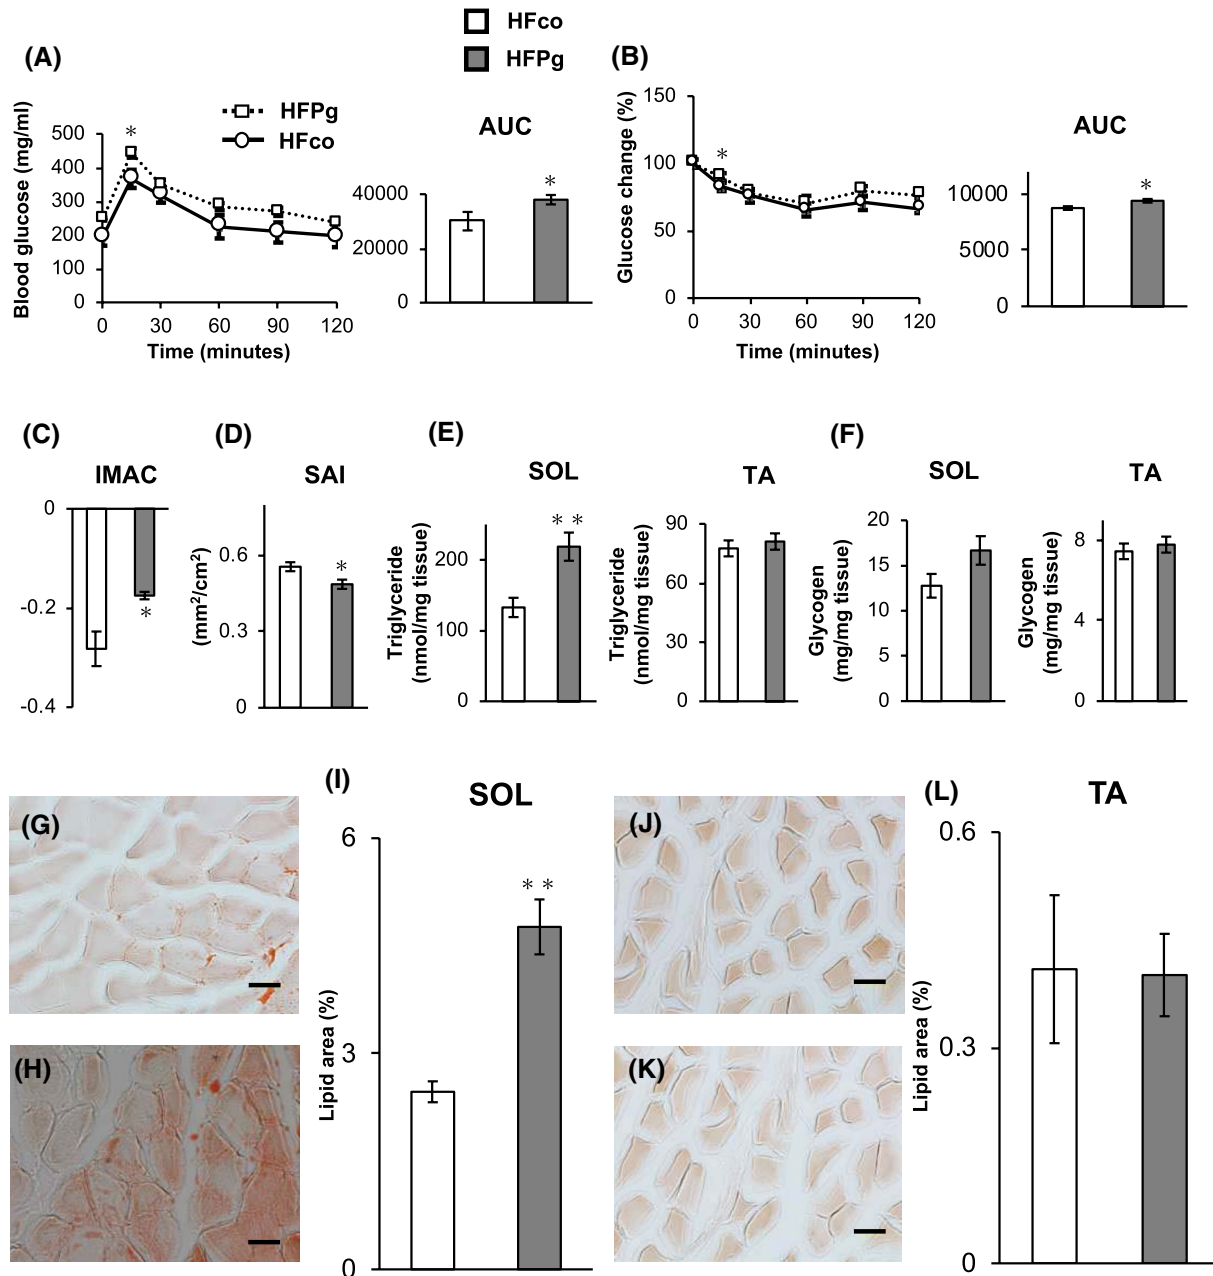 HFco
HFPg
(A)
(B)
Blood glucose (mg/ml)
500
400
300
200
100
0
*
HFPg
HFco
0 30 60 90 120
Time (minutes)
AUC
40000
20000
0
*
Glucose change (%)
150
100
50
0
*
0 30 60 90 120
Time (minutes)
AUC
10000
5000
0
*
(C)
IMAC
0
-0.2
-0.4
*
(D)
SAI
(mm²/cm²)
0.6
0.3
0
*
(E)
SOL
Triglyceride
(nmol/mg tissue)
200
100
0
* *
TA
Triglyceride
(nmol/mg tissue)
90
60
30
0
(F)
SOL
Glycogen
(mg/mg tissue)
20
15
10
5
0
TA
Glycogen
(mg/mg tissue)
8
4
0
(G)
(H)
(I)
SOL
Lipid area (%)
6
3
0
* *
(J)
(K)
(L)
TA
Lipid area (%)
0.6
0.3
0